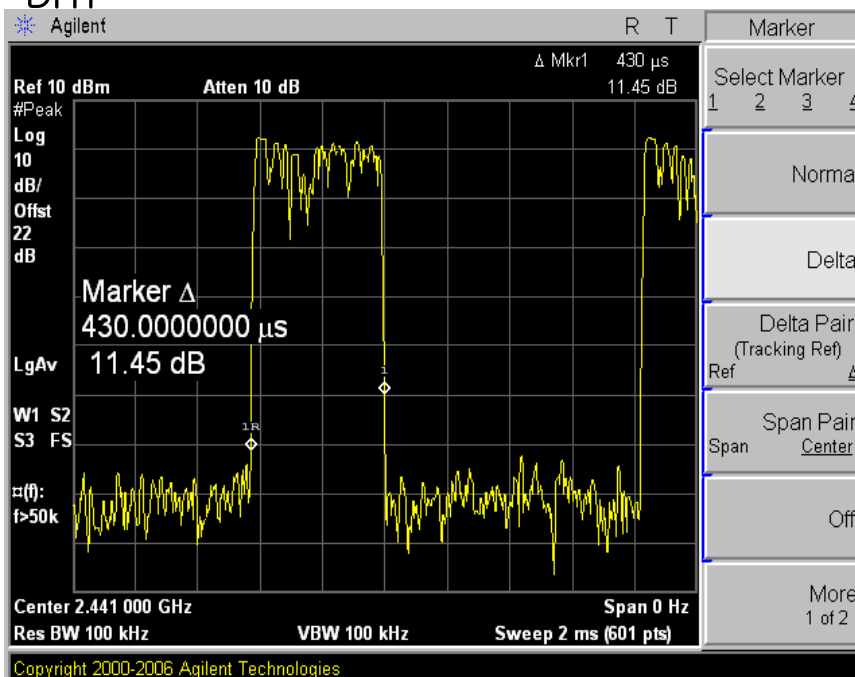 DH1
Agilent R T Marker
Δ Mkr1 430 μs
Ref 10 dBm Atten 10 dB 11.45 dB
#Peak
Log
10
dB/
Offst
22
dB
Marker Δ
430.0000000 μs
11.45 dB
LgAv
W1 S2
S3 FS
¤(f):
f>50k
1R
1
Center 2.441 000 GHz Span 0 Hz
Res BW 100 kHz VBW 100 kHz Sweep 2 ms (601 pts)
Select Marker
1 2 3 4
Norma
Delta
Delta Pair
(Tracking Ref)
Ref Δ
Span Pair
Span Center
Off
More
1 of 2
Copyright 2000-2006 Agilent Technologies